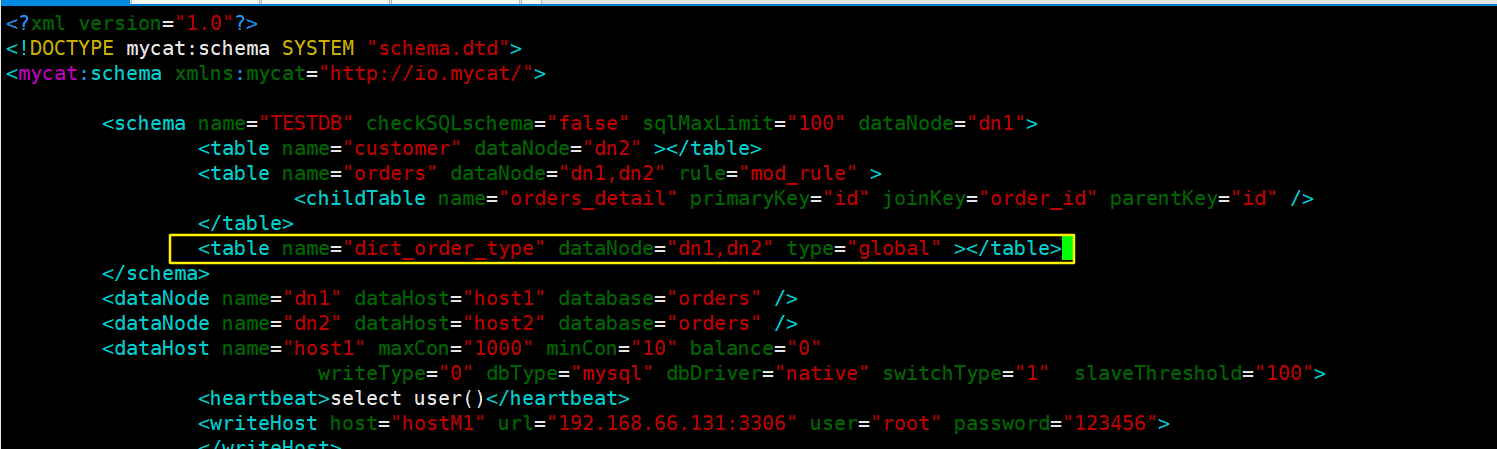 <?xml version="1.0"?>
<!DOCTYPE mycat:schema SYSTEM "schema.dtd">
<mycat:schema xmlns:mycat="http://io.mycat/">
<schema name="TESTDB" checkSQLschema="false" sqlMaxLimit="100" dataNode="dn1">
<table name="customer" dataNode="dn2" ></table>
<table name="orders" dataNode="dn1,dn2" rule="mod_rule" >
<childTable name="orders_detail" primaryKey="id" joinKey="order_id" parentKey="id" />
</table>
<table name="dict_order_type" dataNode="dn1,dn2" type="global" ></table>
</schema>
<dataNode name="dn1" dataHost="host1" database="orders" />
<dataNode name="dn2" dataHost="host2" database="orders" />
<dataHost name="host1" maxCon="1000" minCon="10" balance="0"
writeType="0" dbType="mysql" dbDriver="native" switchType="1"  slaveThreshold="100">
<heartbeat>select user()</heartbeat>
<writeHost host="hostM1" url="192.168.66.131:3306" user="root" password="123456">
</writeHost>